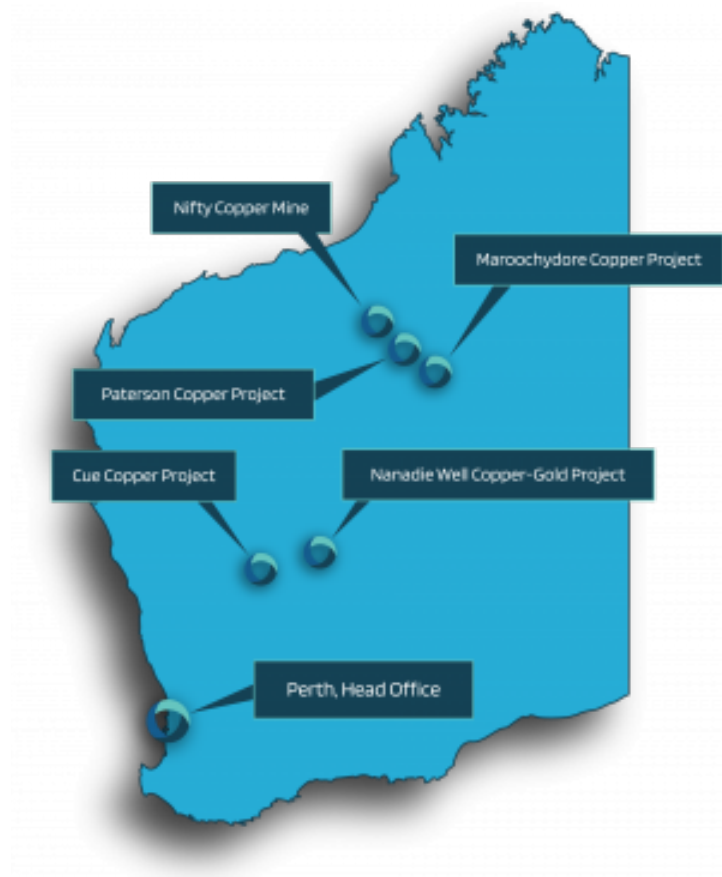 Nifty Copper Mine
Maroochydore Copper Project
Paterson Copper Project
Cue Copper Project
Nanadie Well Copper-Gold Project
Perth, Head Office